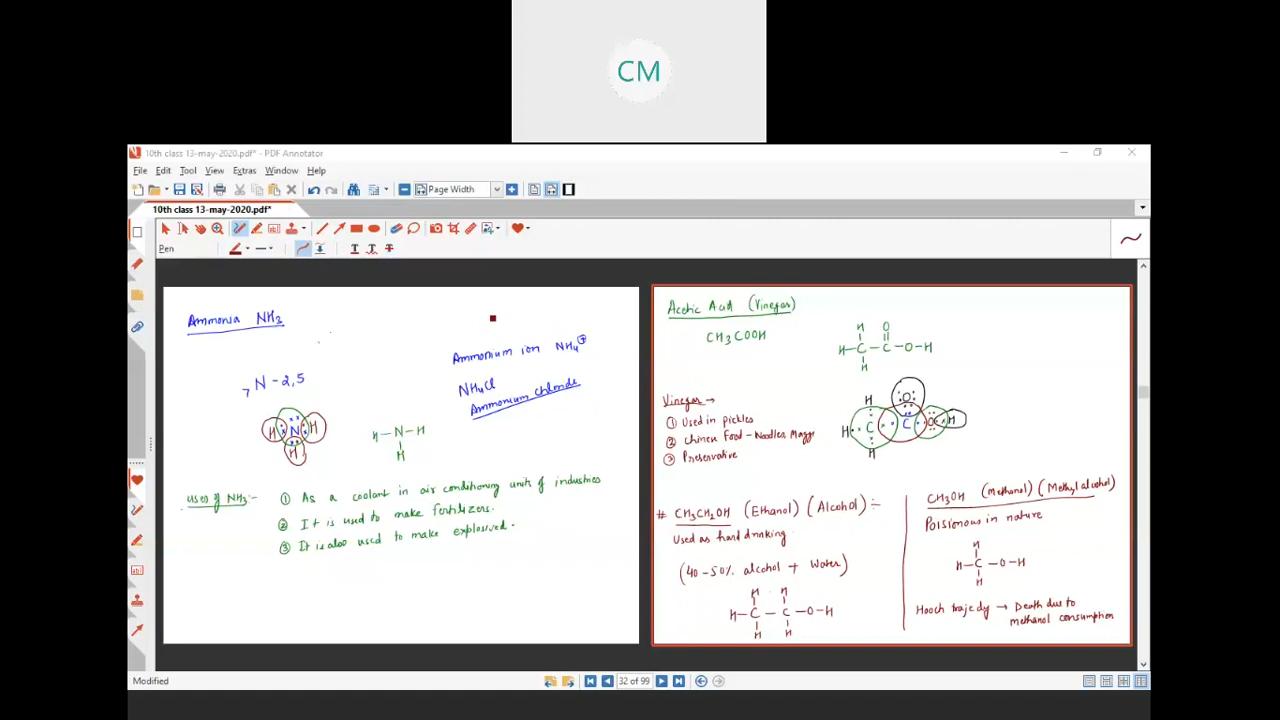 CM
10th class 13-may-2020.pdf* - PDF Annotator
File Edit Tool View Extras Window Help
Page Width
10th class 13-may-2020.pdf*
Pen
Ammonia NH3
7N - 2,5
H N H
H
H - N - H
H
Ammonium ion NH4+
NH4Cl
Ammonium chloride
Uses of NH3:-
① As a coolant in air conditioning units of industries
② It is used to make fertilizers.
③ It is also used to make explosived.
Acetic Acid (Vinegar)
CH3COOH
H O
H - C - C - O - H
H
Vinegar →
① Used in pickles
② Chinese Food - Noodles Maggi
③ Preservative
H O
H C C O H
H
# CH3CH2OH (Ethanol) (Alcohol) :-
Used as hard drinking
(40-50% alcohol + Water)
H H
H - C - C - O - H
H H
CH3OH (Methanol) (Methyl alcohol)
Poisionous in nature
H
H - C - O - H
H
Hooch trajedy → Death due to
methanol consumption
Modified
32 of 99